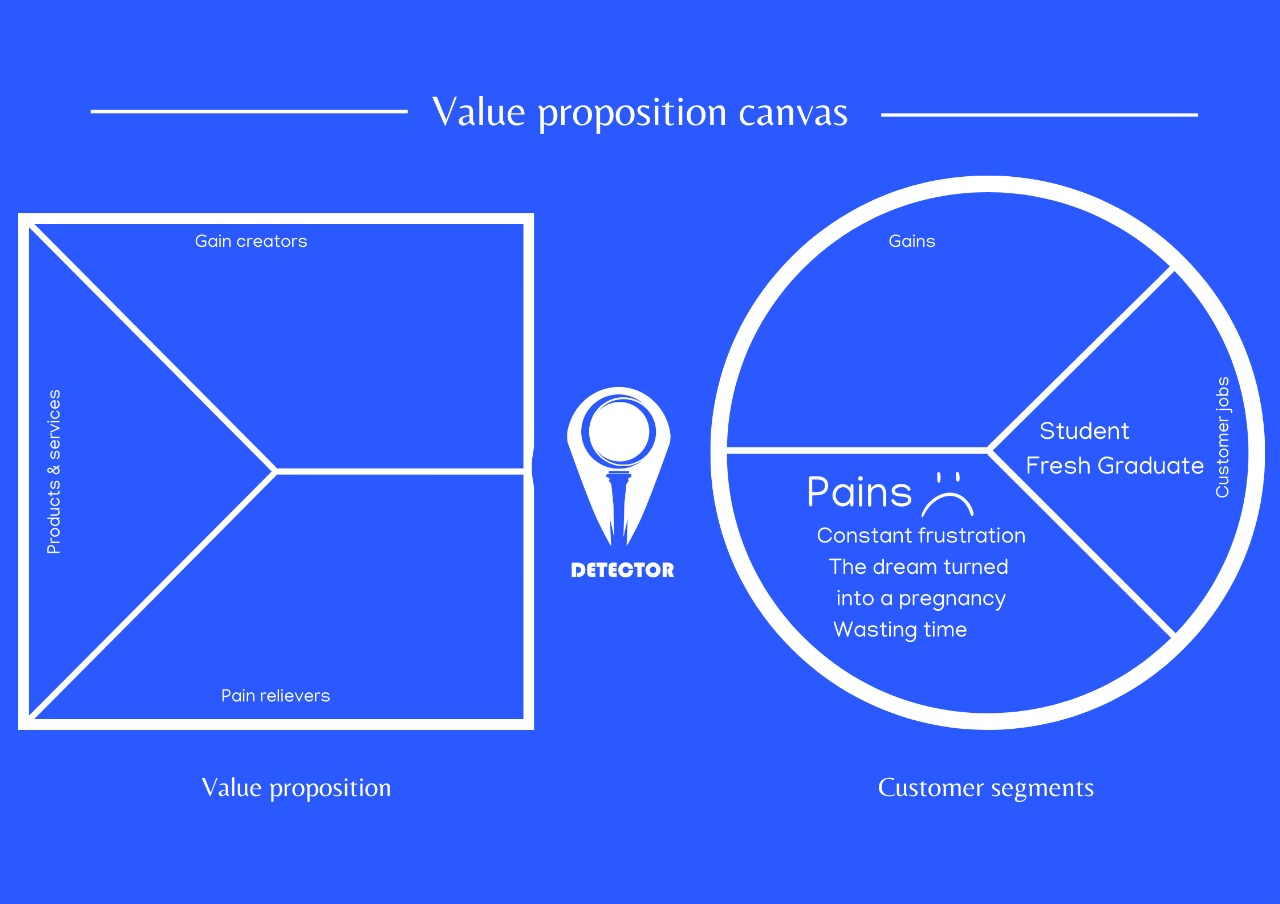 Value proposition canvas
Gain creators
Products & services
Pain relievers
Value proposition
DETECTOR
Gains
Student
Fresh Graduate
Customer jobs
Pains
Constant frustration
The dream turned
into a pregnancy
Wasting time
Customer segments